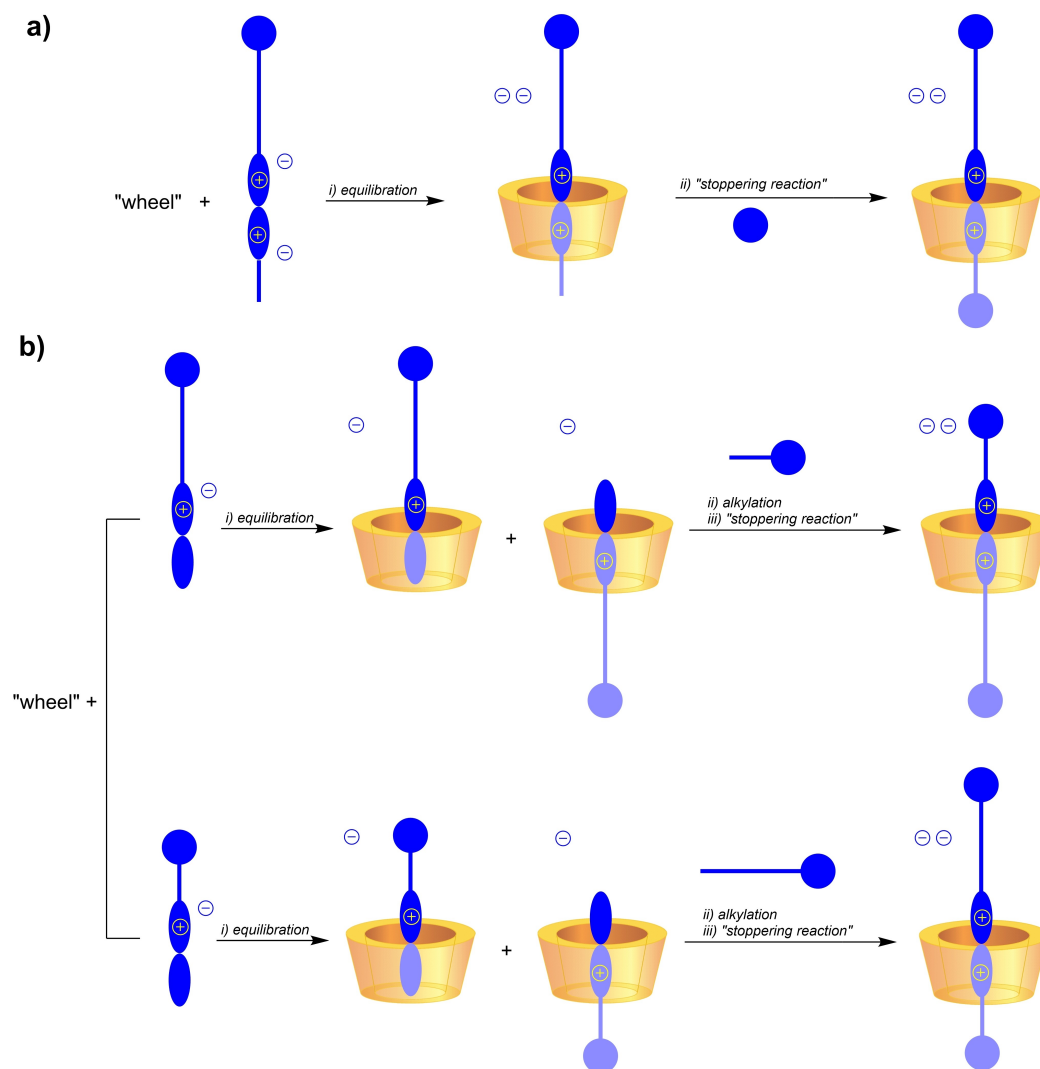 a)
"wheel" +
i) equilibration
ii) "stoppering reaction"
b)
i) equilibration
+
ii) alkylation
iii) "stoppering reaction"
"wheel" +
i) equilibration
+
ii) alkylation
iii) "stoppering reaction"